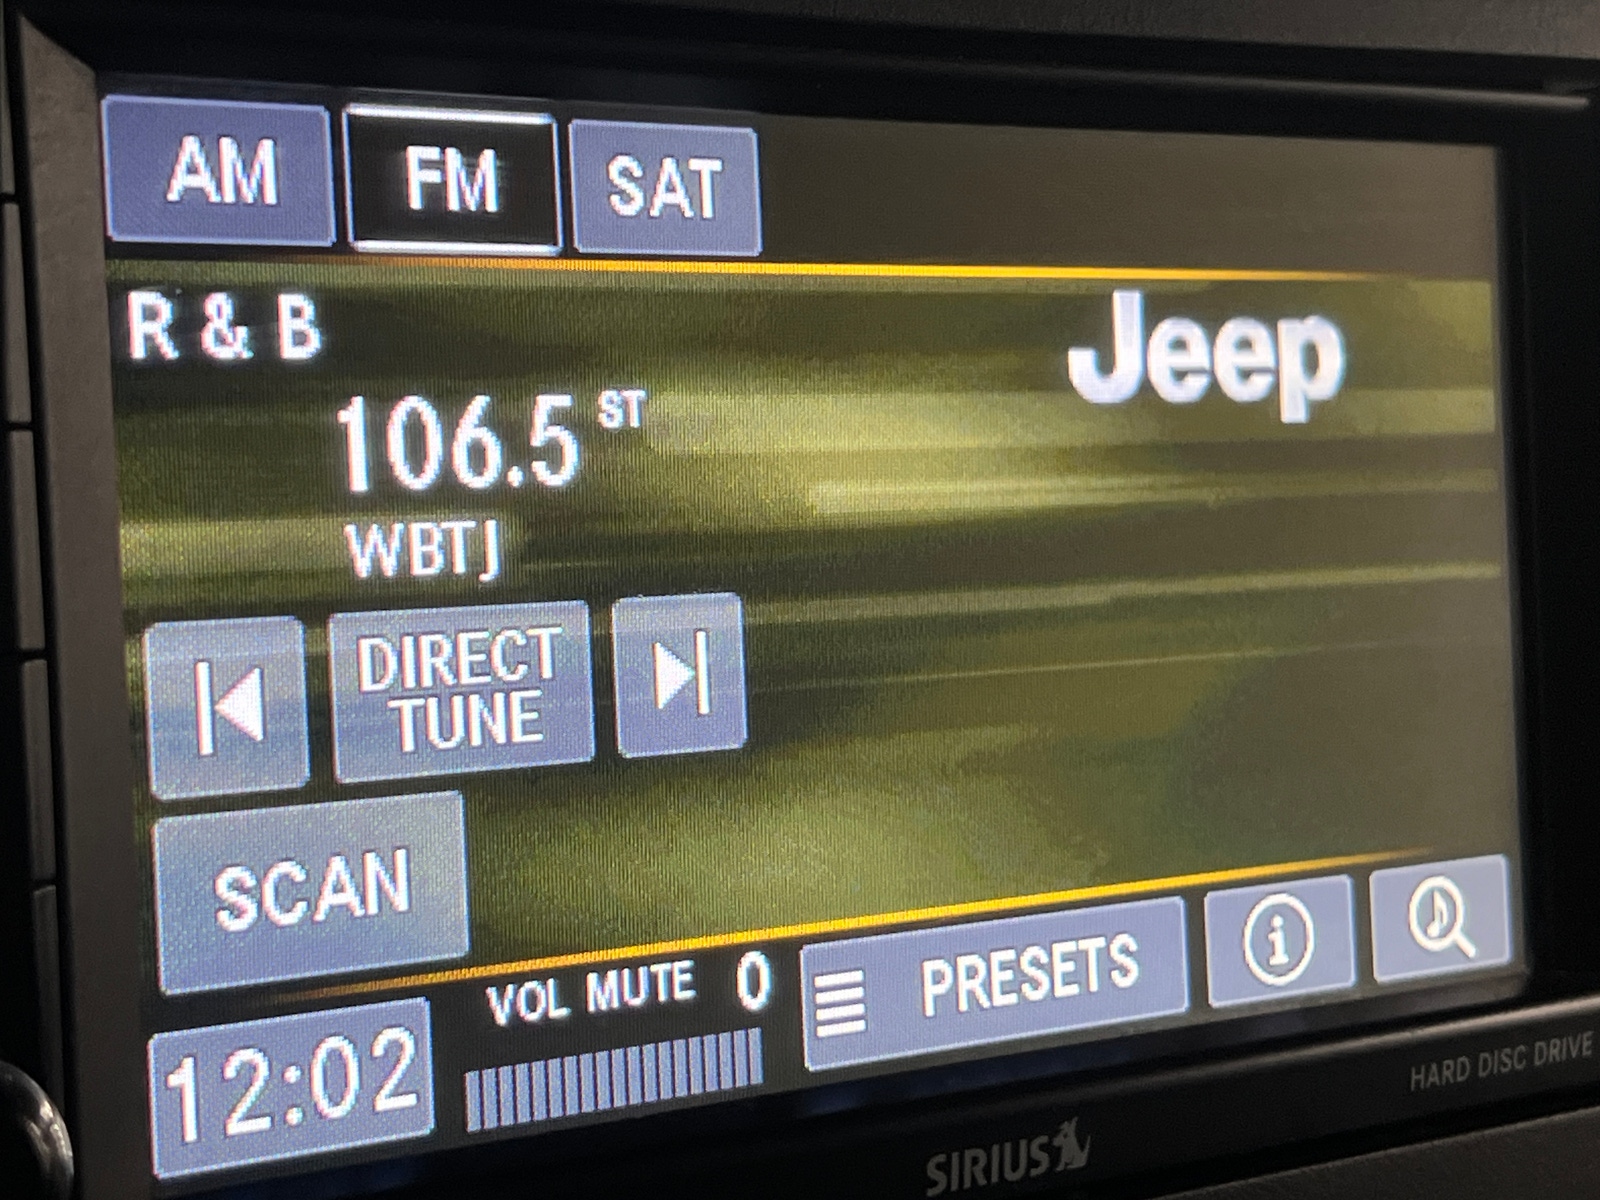 AM FM SAT
R & B
Jeep
106.5 ST
WBTJ
DIRECT
TUNE
SCAN
VOL MUTE 0
PRESETS
12:02
HARD DISC DRIVE
SIRIUS